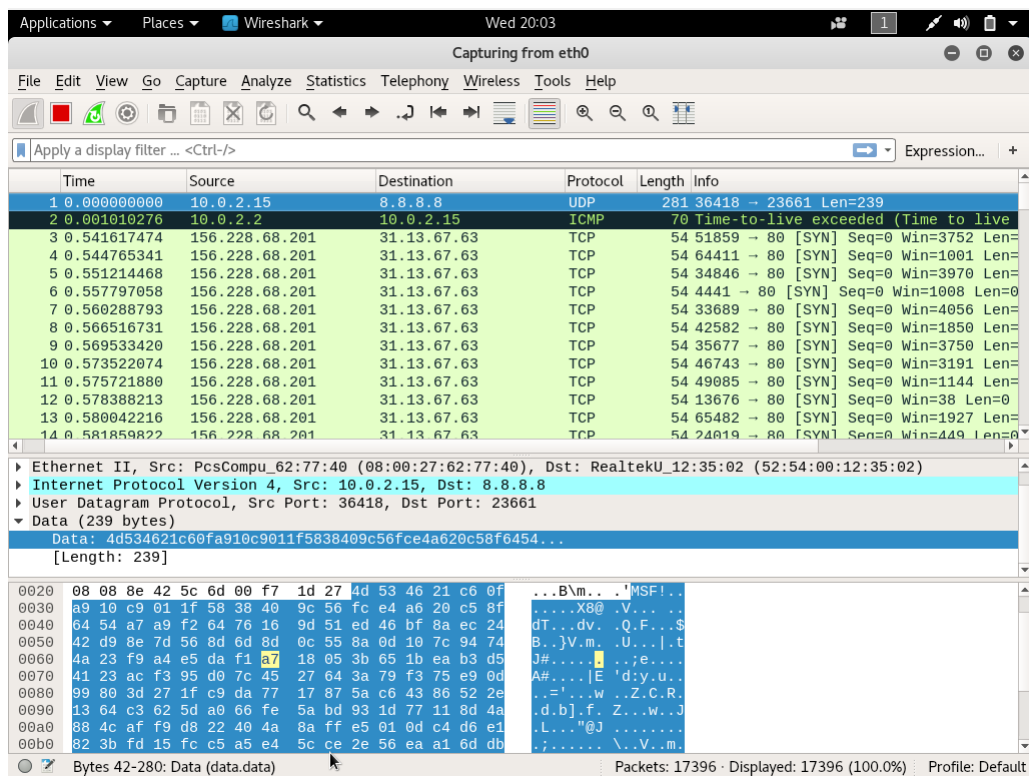 Applications Places Wireshark Wed 20:03 1
Capturing from eth0
File Edit View Go Capture Analyze Statistics Telephony Wireless Tools Help
Apply a display filter ... <Ctrl-/> Expression... +
Time Source Destination Protocol Length Info
1 0.000000000 10.0.2.15 8.8.8.8 UDP 281 36418 → 23661 Len=239
2 0.001010276 10.0.2.2 10.0.2.15 ICMP 70 Time-to-live exceeded (Time to live
3 0.541617474 156.228.68.201 31.13.67.63 TCP 54 51859 → 80 [SYN] Seq=0 Win=3752 Len=
4 0.544765341 156.228.68.201 31.13.67.63 TCP 54 64411 → 80 [SYN] Seq=0 Win=1001 Len=
5 0.551214468 156.228.68.201 31.13.67.63 TCP 54 34846 → 80 [SYN] Seq=0 Win=3970 Len=
6 0.557797058 156.228.68.201 31.13.67.63 TCP 54 4441 → 80 [SYN] Seq=0 Win=1008 Len=0
7 0.560288793 156.228.68.201 31.13.67.63 TCP 54 33689 → 80 [SYN] Seq=0 Win=4056 Len=
8 0.566516731 156.228.68.201 31.13.67.63 TCP 54 42582 → 80 [SYN] Seq=0 Win=1850 Len=
9 0.569533420 156.228.68.201 31.13.67.63 TCP 54 35677 → 80 [SYN] Seq=0 Win=3750 Len=
10 0.573522074 156.228.68.201 31.13.67.63 TCP 54 46743 → 80 [SYN] Seq=0 Win=3191 Len=
11 0.575721880 156.228.68.201 31.13.67.63 TCP 54 49085 → 80 [SYN] Seq=0 Win=1144 Len=
12 0.578388213 156.228.68.201 31.13.67.63 TCP 54 13676 → 80 [SYN] Seq=0 Win=38 Len=0
13 0.580042216 156.228.68.201 31.13.67.63 TCP 54 65482 → 80 [SYN] Seq=0 Win=1927 Len=
14 0.581859822 156.228.68.201 31.13.67.63 TCP 54 24019 → 80 [SYN] Seq=0 Win=449 Len=0
Ethernet II, Src: PcsCompu_62:77:40 (08:00:27:62:77:40), Dst: RealtekU_12:35:02 (52:54:00:12:35:02)
Internet Protocol Version 4, Src: 10.0.2.15, Dst: 8.8.8.8
User Datagram Protocol, Src Port: 36418, Dst Port: 23661
Data (239 bytes)
Data: 4d534621c60fa910c9011f5838409c56fce4a620c58f6454...
[Length: 239]
0020 08 08 8e 42 5c 6d 00 f7 1d 27 4d 53 46 21 c6 0f ...B\m.. .'MSF!..
0030 a9 10 c9 01 1f 58 38 40 9c 56 fc e4 a6 20 c5 8f .....X8@ .V... ..
0040 64 54 a7 a9 f2 64 76 16 9d 51 ed 46 bf 8a ec 24 dT...dv. .Q.F...$
0050 42 d9 8e 7d 56 8d 6d 8d 0c 55 8a 0d 10 7c 94 74 B..}V.m. .U...|.t
0060 4a 23 f9 a4 e5 da f1 a7 18 05 3b 65 1b ea b3 d5 J#...... ..;e....
0070 41 23 ac f3 95 d0 7c 45 27 64 3a 79 f3 75 e9 0d A#....|E 'd:y.u..
0080 99 80 3d 27 1f c9 da 77 17 87 5a c6 43 86 52 2e ..='...w ..Z.C.R.
0090 13 64 c3 62 5d a0 66 fe 5a bd 93 1d 77 11 8d 4a .d.b].f. Z...w..J
00a0 88 4c af f9 d8 22 40 4a 8a ff e5 01 0d c4 d6 e1 .L..."@J ........
00b0 82 3b fd 15 fc c5 a5 e4 5c ce 2e 56 ea a1 6d db .;...... \..V..m.
Bytes 42-280: Data (data.data) Packets: 17396 · Displayed: 17396 (100.0%) Profile: Default